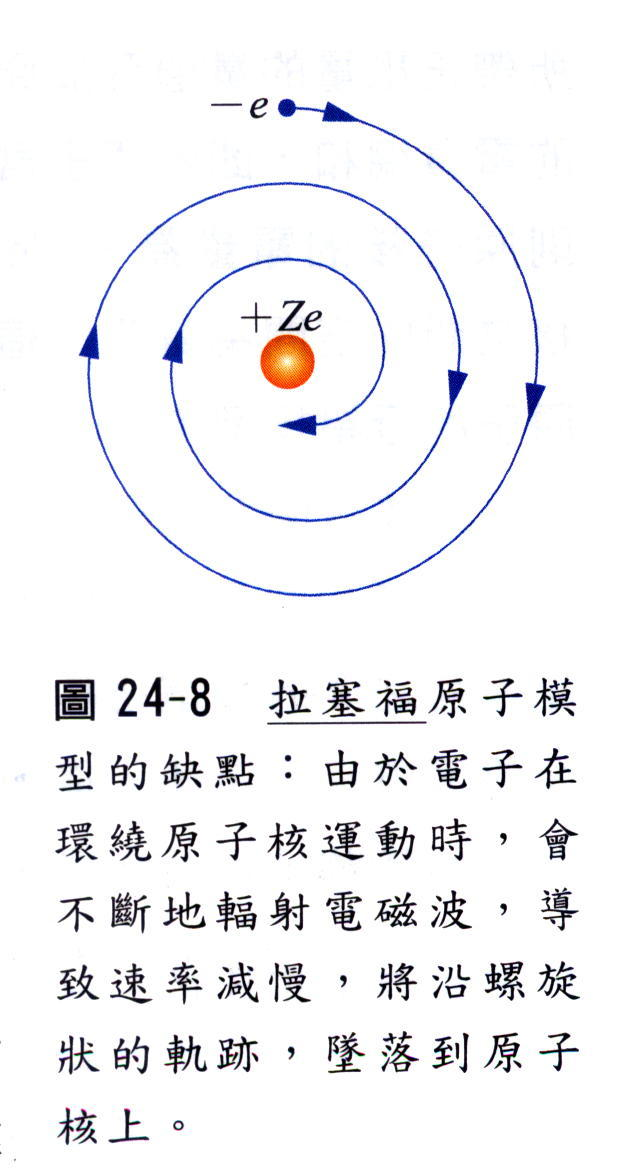 －e
＋Ze
圖 24-8　拉塞福原子模
型的缺點：由於電子在
環繞原子核運動時，會
不斷地輻射電磁波，導
致速率減慢，將沿螺旋
狀的軌跡，墜落到原子
核上。